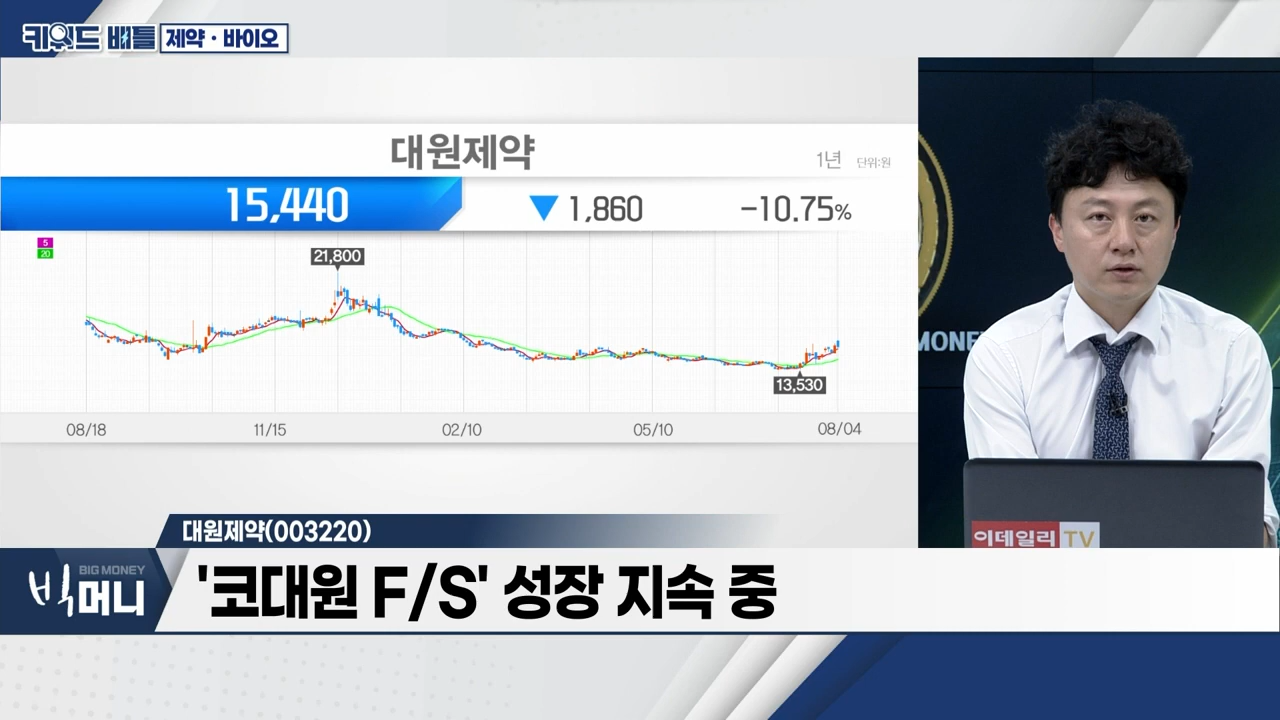 키워드 배틀 제약·바이오
대원제약
1년 단위:원
15,440 ▼ 1,860 -10.75%
5
20
21,800
13,530
08/18 11/15 02/10 05/10 08/04
MONEY
이데일리 TV
대원제약(003220)
BIG MONEY
빅머니
'코대원 F/S' 성장 지속 중